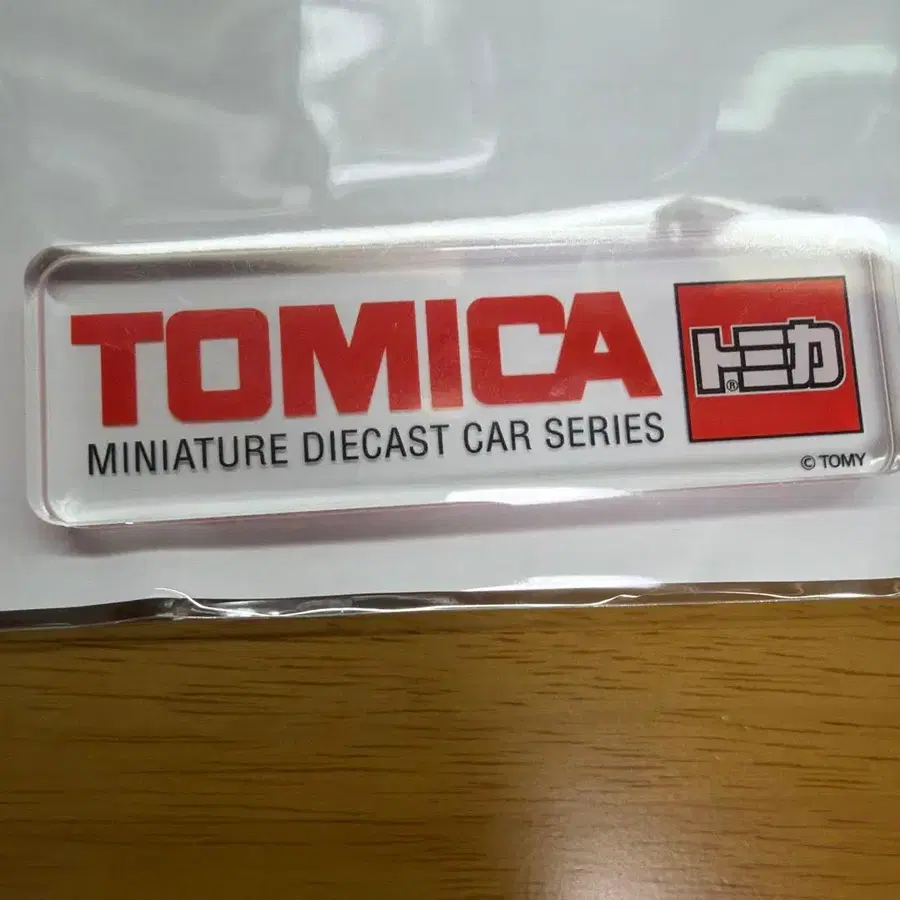 TOMICA
MINIATURE DIECAST CAR SERIES
トミカ®
© TOMY